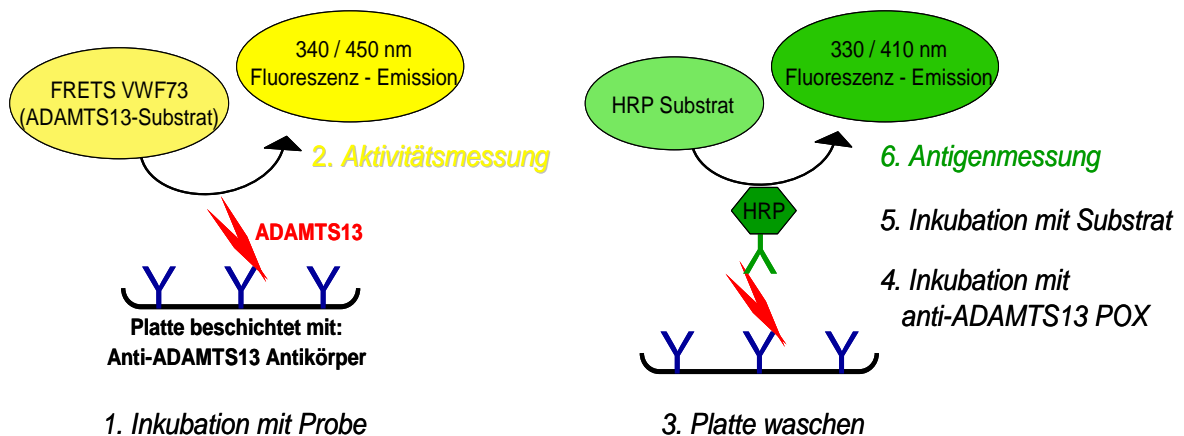 FRETS VWF73
(ADAMTS13-Substrat)
340 / 450 nm
Fluoreszenz - Emission
2. Aktivitätsmessung
ADAMTS13
Platte beschichtet mit:
Anti-ADAMTS13 Antikörper
1. Inkubation mit Probe
HRP Substrat
330 / 410 nm
Fluoreszenz - Emission
6. Antigenmessung
HRP
5. Inkubation mit Substrat
4. Inkubation mit
anti-ADAMTS13 POX
3. Platte waschen